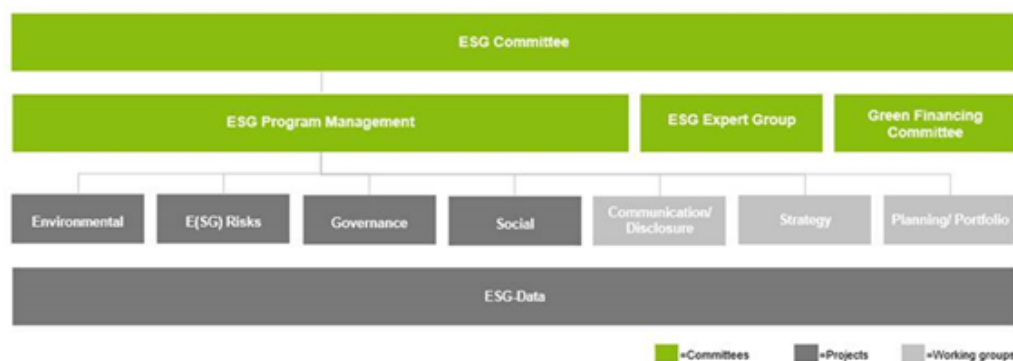 ESG Committee
ESG Program Management
ESG Expert Group
Green Financing
Committee
Environmental
E(SG) Risks
Governance
Social
Communication/
Disclosure
Strategy
Planning/ Portfolio
ESG-Data
=Committees
=Projects
=Working groups